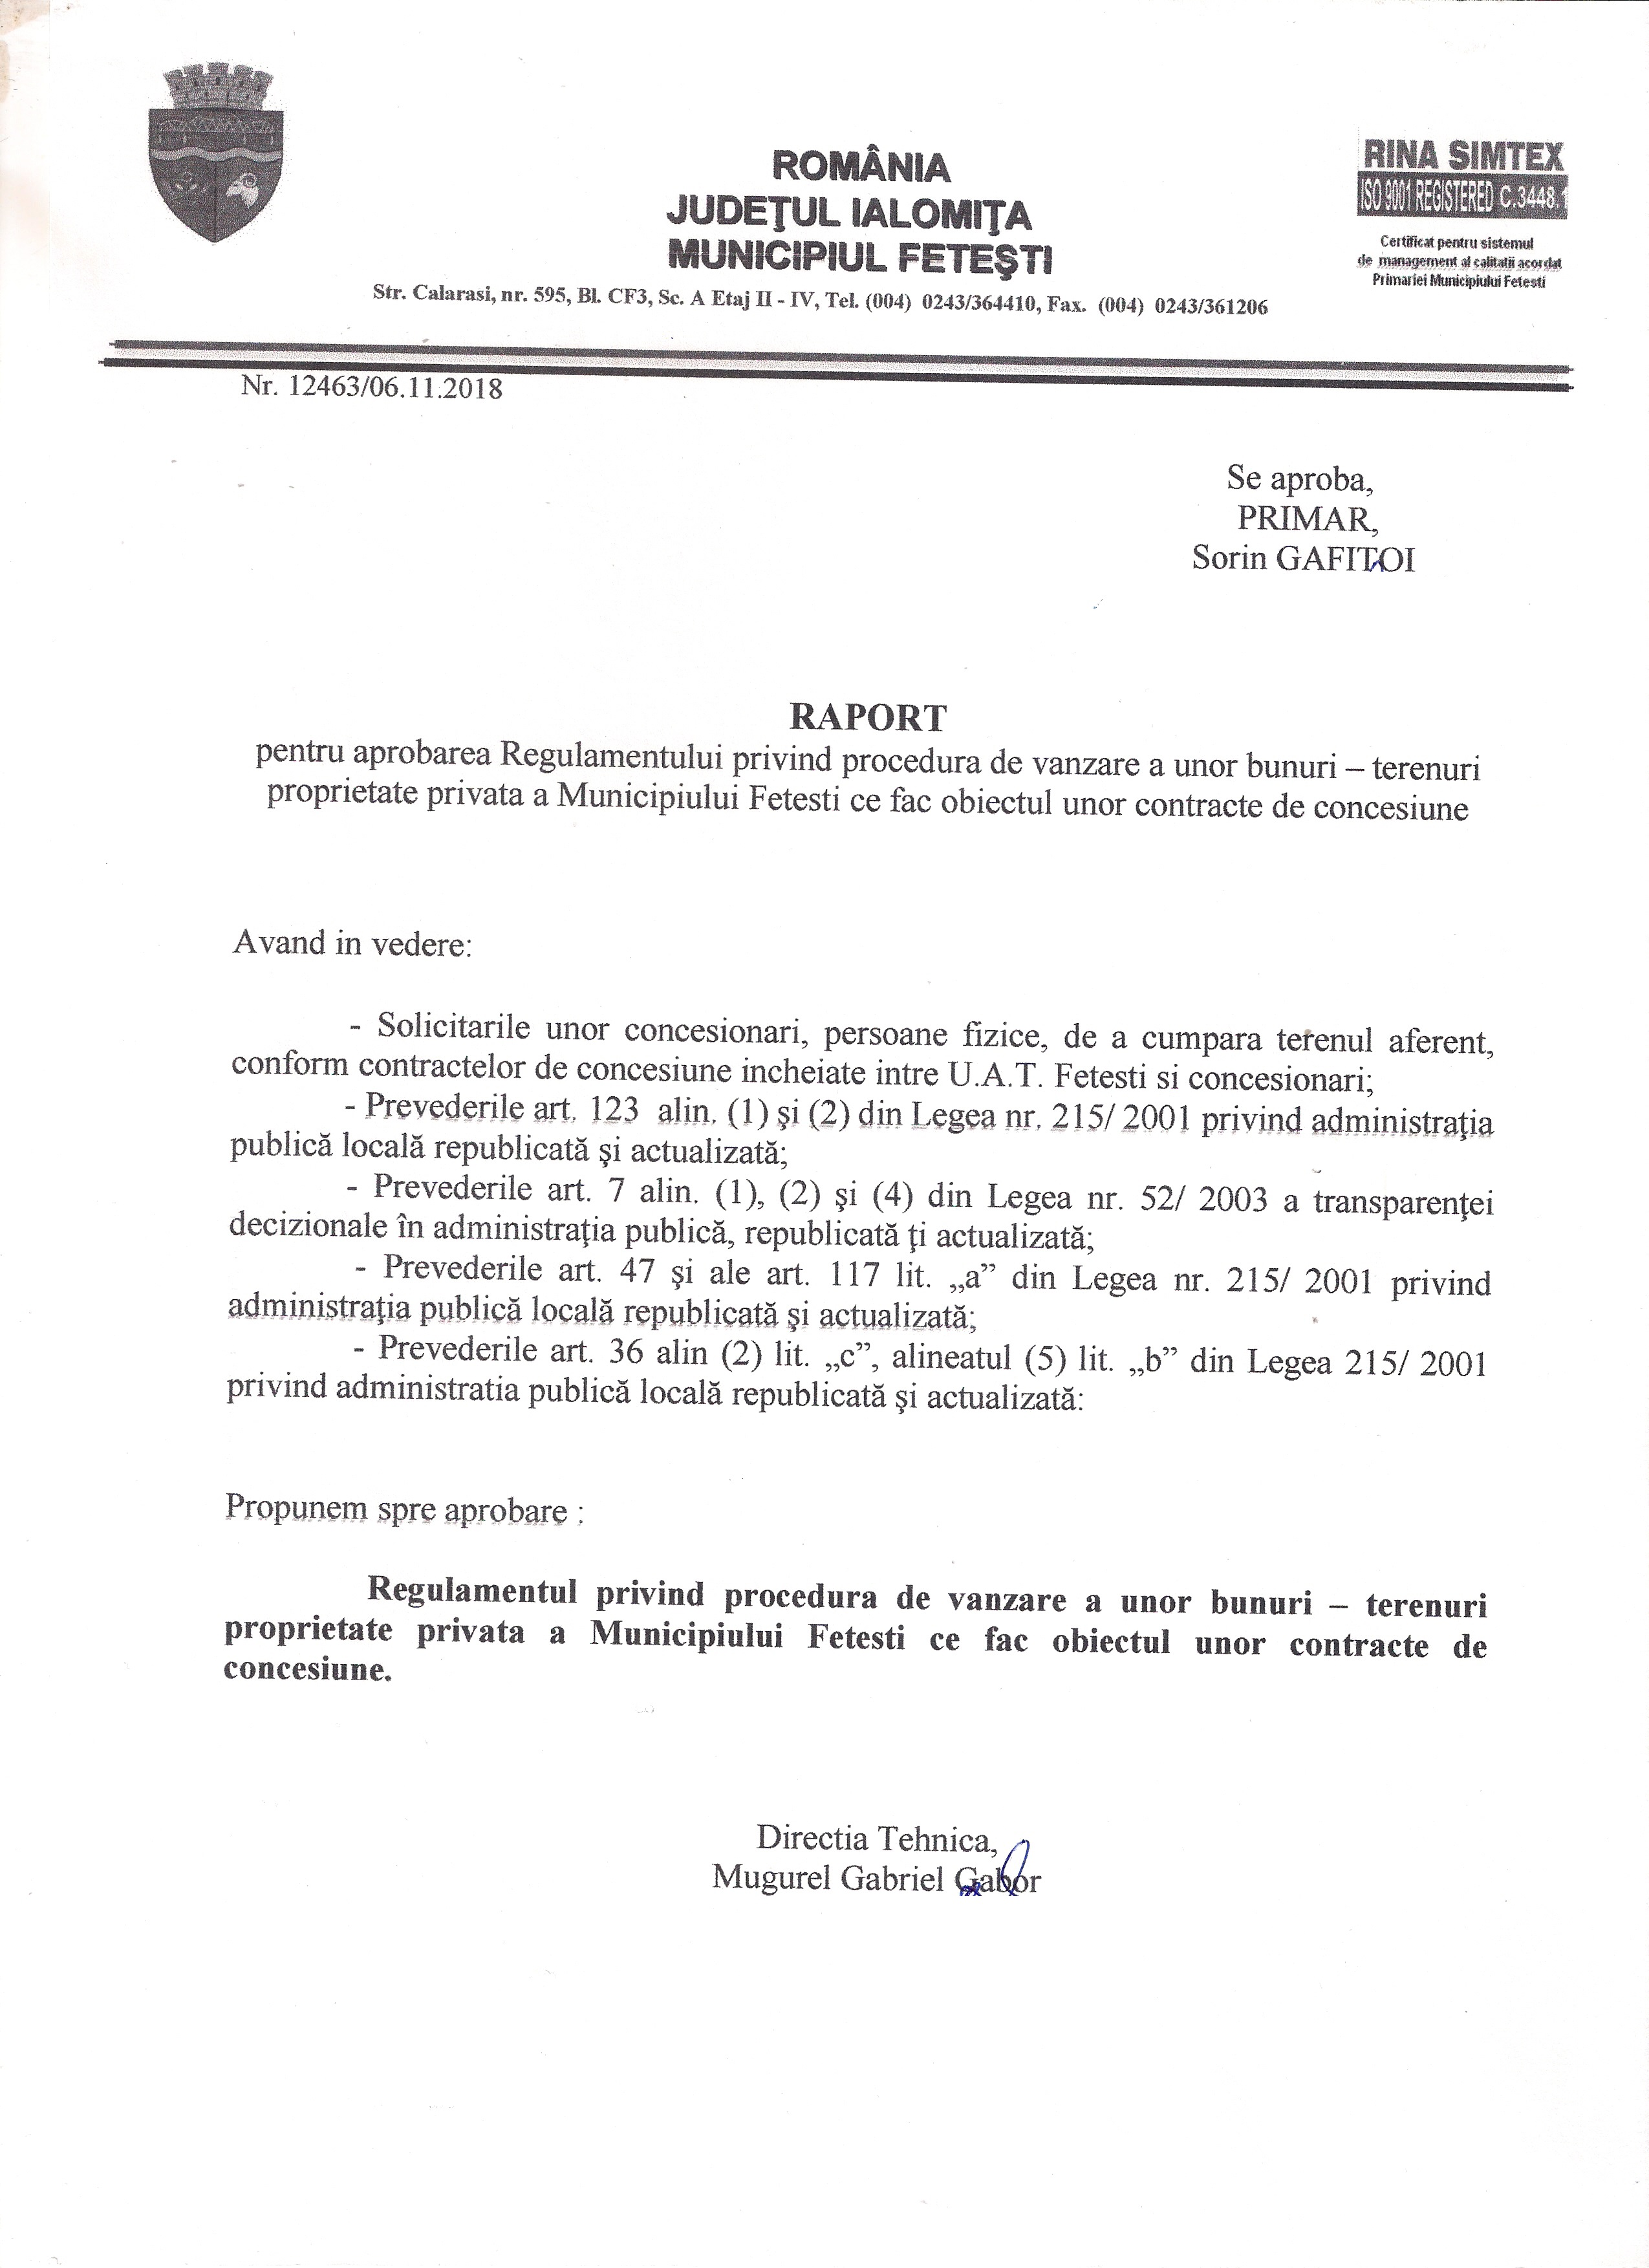 ROMÂNIA
JUDEŢUL IALOMIŢA
MUNICIPIUL FETEŞTI
Str. Calarasi, nr. 595, Bl. CF3, Sc. A Etaj II - IV, Tel. (004) 0243/364410, Fax. (004) 0243/361206
RINA SIMTEX
ISO 9001 REGISTERED C.3448.1
Certificat pentru sistemul
de management al calitatii acordat
Primariei Municipiului Fetesti
Nr. 12463/06.11.2018
Se aproba,
PRIMAR,
Sorin GAFITOI
RAPORT
pentru aprobarea Regulamentului privind procedura de vanzare a unor bunuri – terenuri
proprietate privata a Municipiului Fetesti ce fac obiectul unor contracte de concesiune
Avand in vedere:
- Solicitarile unor concesionari, persoane fizice, de a cumpara terenul aferent,
conform contractelor de concesiune incheiate intre U.A.T. Fetesti si concesionari;
- Prevederile art. 123 alin. (1) şi (2) din Legea nr. 215/ 2001 privind administraţia
publică locală republicată şi actualizată;
- Prevederile art. 7 alin. (1), (2) şi (4) din Legea nr. 52/ 2003 a transparenţei
decizionale în administraţia publică, republicată ţi actualizată;
- Prevederile art. 47 şi ale art. 117 lit. „a” din Legea nr. 215/ 2001 privind
administraţia publică locală republicată şi actualizată;
- Prevederile art. 36 alin (2) lit. „c”, alineatul (5) lit. „b” din Legea 215/ 2001
privind administratia publică locală republicată şi actualizată:
Propunem spre aprobare :
Regulamentul privind procedura de vanzare a unor bunuri – terenuri
proprietate privata a Municipiului Fetesti ce fac obiectul unor contracte de
concesiune.
Directia Tehnica,
Mugurel Gabriel Gabor